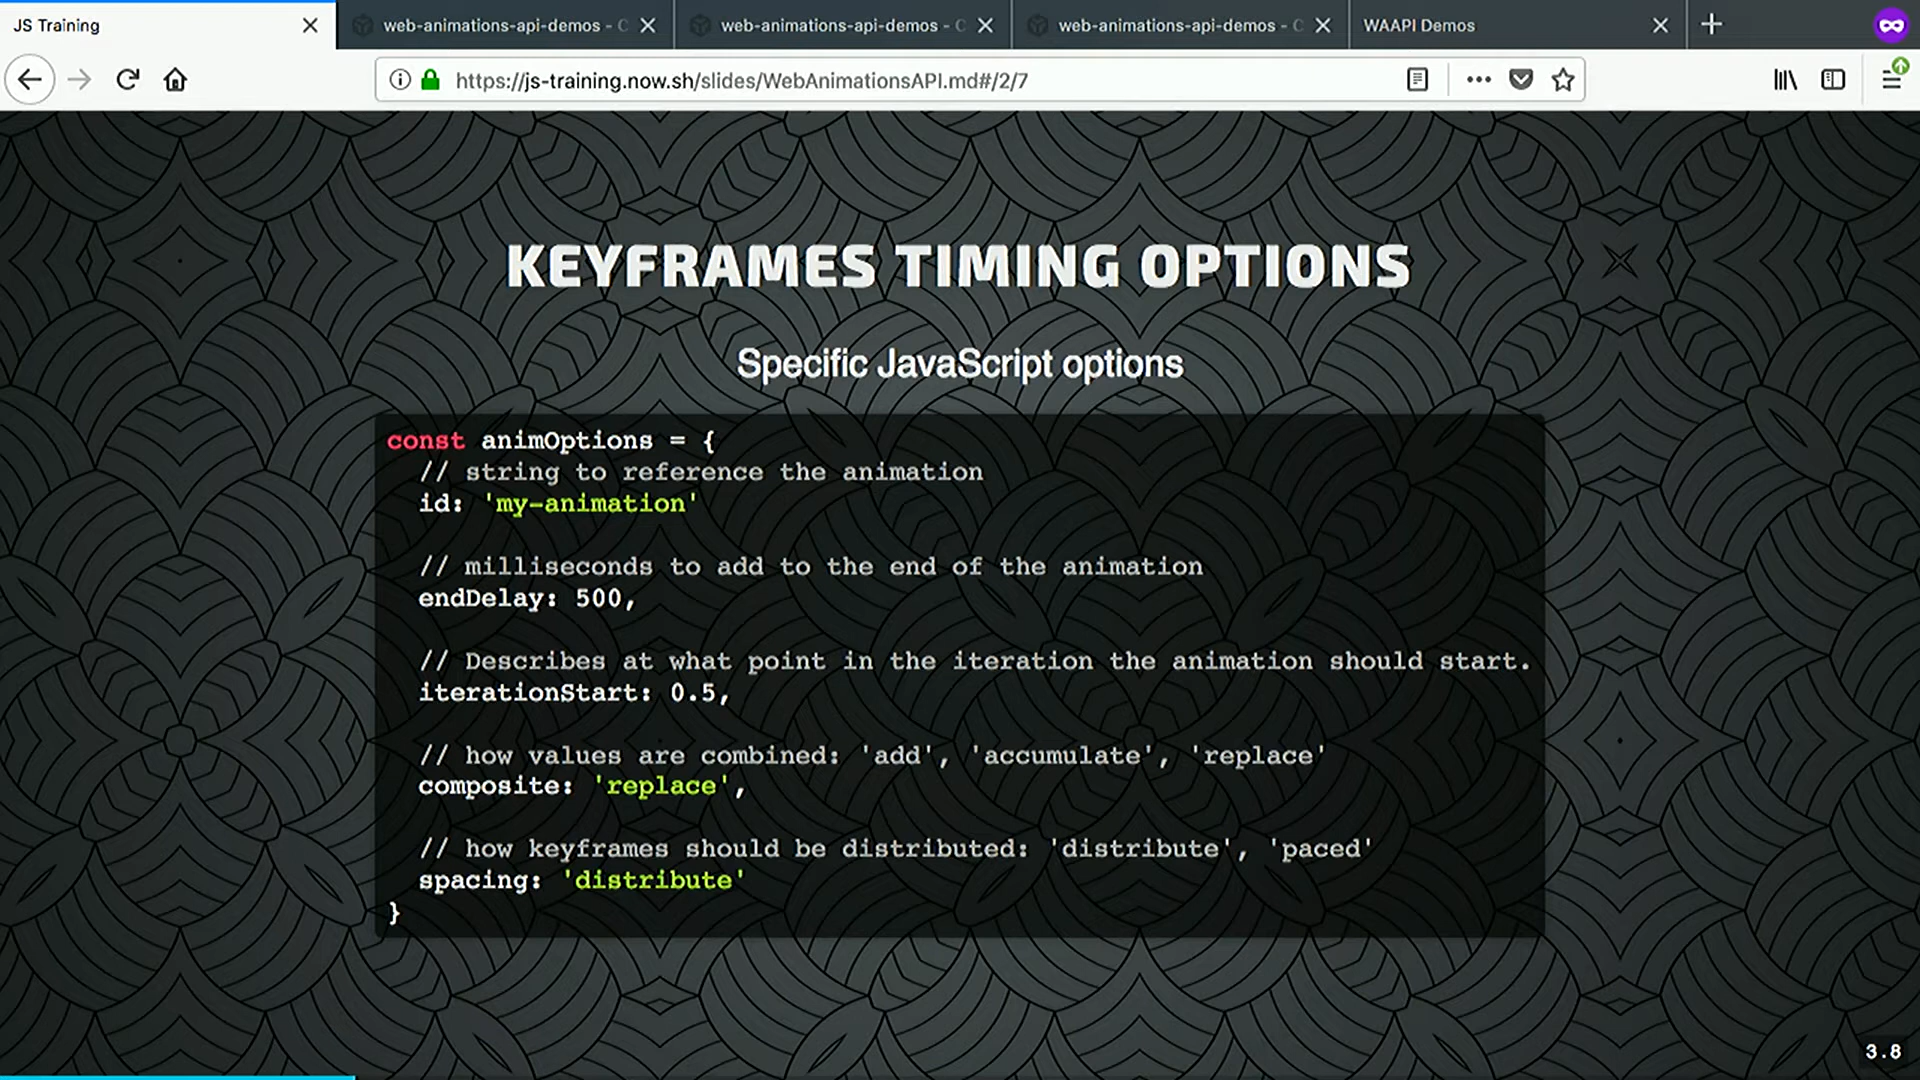 JS Training
web-animations-api-demos - C
web-animations-api-demos - C
web-animations-api-demos - C
WAAPI Demos
https://js-training.now.sh/slides/WebAnimationsAPI.md#/2/7
KEYFRAMES TIMING OPTIONS
Specific JavaScript options
const animOptions = {
// string to reference the animation
id: 'my-animation'
// milliseconds to add to the end of the animation
endDelay: 500,
// Describes at what point in the iteration the animation should start.
iterationStart: 0.5,
// how values are combined: 'add', 'accumulate', 'replace'
composite: 'replace',
// how keyframes should be distributed: 'distribute', 'paced'
spacing: 'distribute'
}
3.8